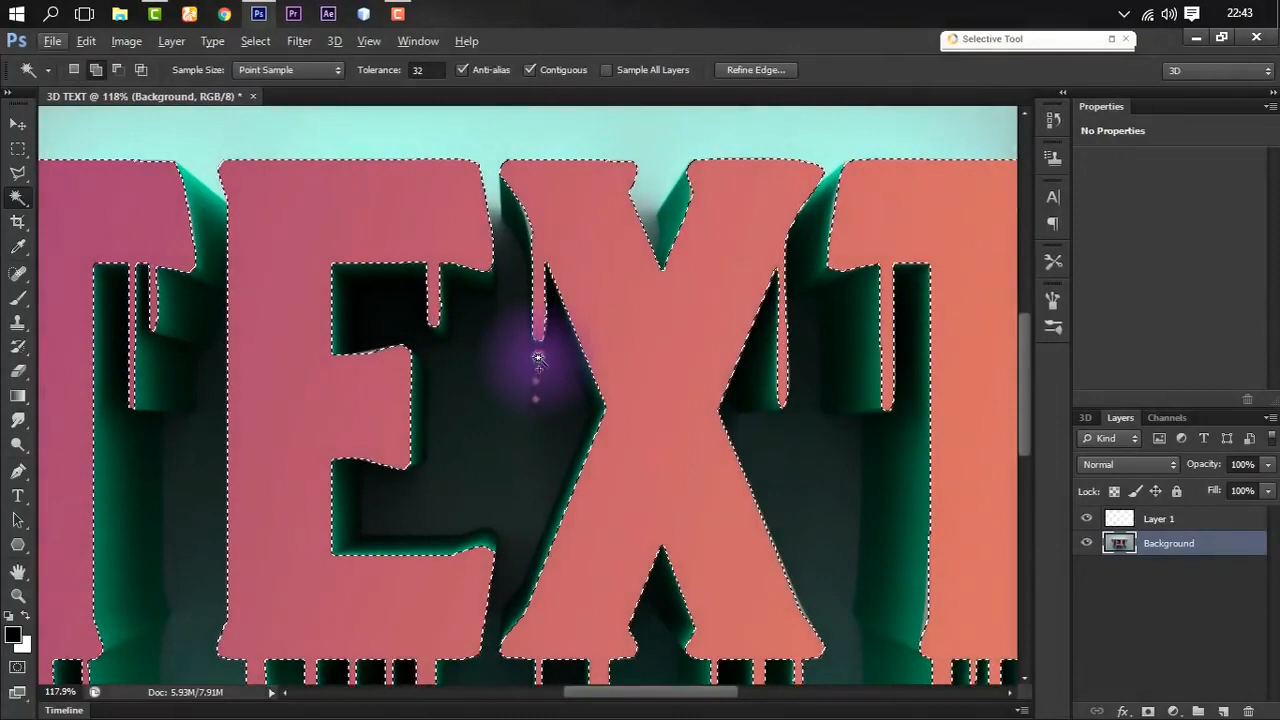 Ps
Pr
Ae
22:43
Ps File Edit Image Layer Type Select Filter 3D View Window Help
Selective Tool
Sample Size: Point Sample Tolerance: 32 Anti-alias Contiguous Sample All Layers Refine Edge... 3D
3D TEXT @ 118% (Background, RGB/8) *
Properties
No Properties
TEXT
3D Layers Channels
Kind
Normal Opacity: 100%
Lock: Fill: 100%
Layer 1
Background
117.9% Doc: 5.93M/7.91M
Timeline